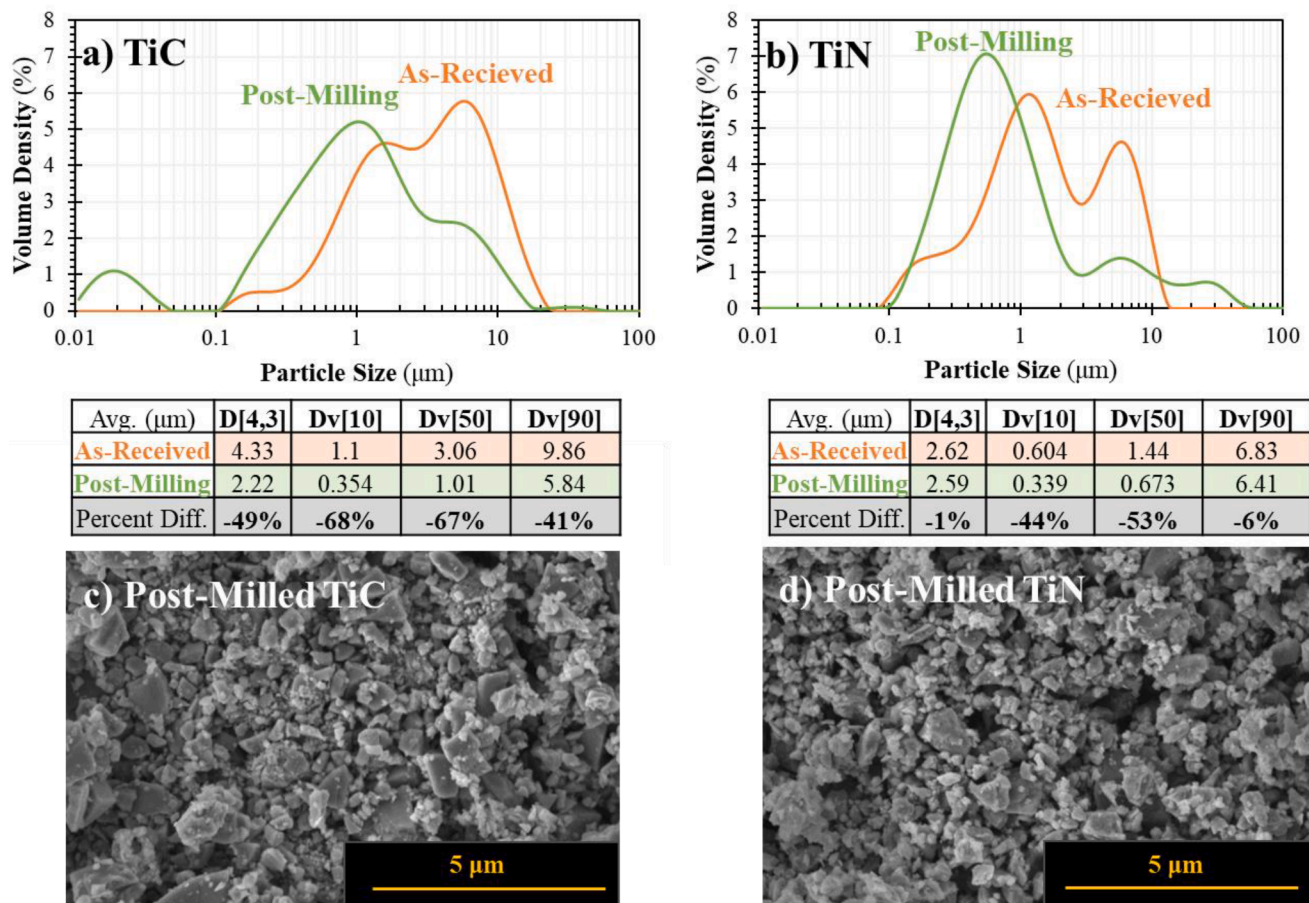 a) TiC
As-Recieved
Post-Milling
Volume Density (%)
8
7
6
5
4
3
2
1
0
0.01 0.1 1 10 100
Particle Size (μm)
Avg. (μm) D[4,3] Dv[10] Dv[50] Dv[90]
As-Received 4.33 1.1 3.06 9.86
Post-Milling 2.22 0.354 1.01 5.84
Percent Diff. -49% -68% -67% -41%
b) TiN
Post-Milling
As-Recieved
Volume Density (%)
8
7
6
5
4
3
2
1
0
0.01 0.1 1 10 100
Particle Size (μm)
Avg. (μm) D[4,3] Dv[10] Dv[50] Dv[90]
As-Received 2.62 0.604 1.44 6.83
Post-Milling 2.59 0.339 0.673 6.41
Percent Diff. -1% -44% -53% -6%
c) Post-Milled TiC
5 μm
d) Post-Milled TiN
5 μm